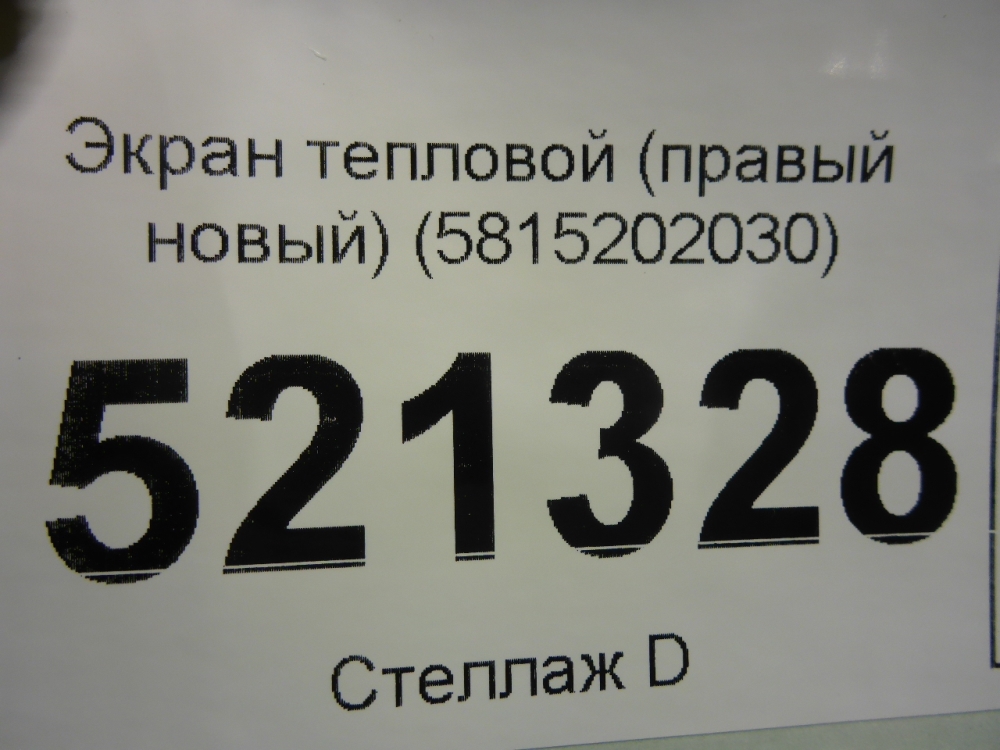 Экран тепловой (правый
новый) (5815202030)
521328
Стеллаж D